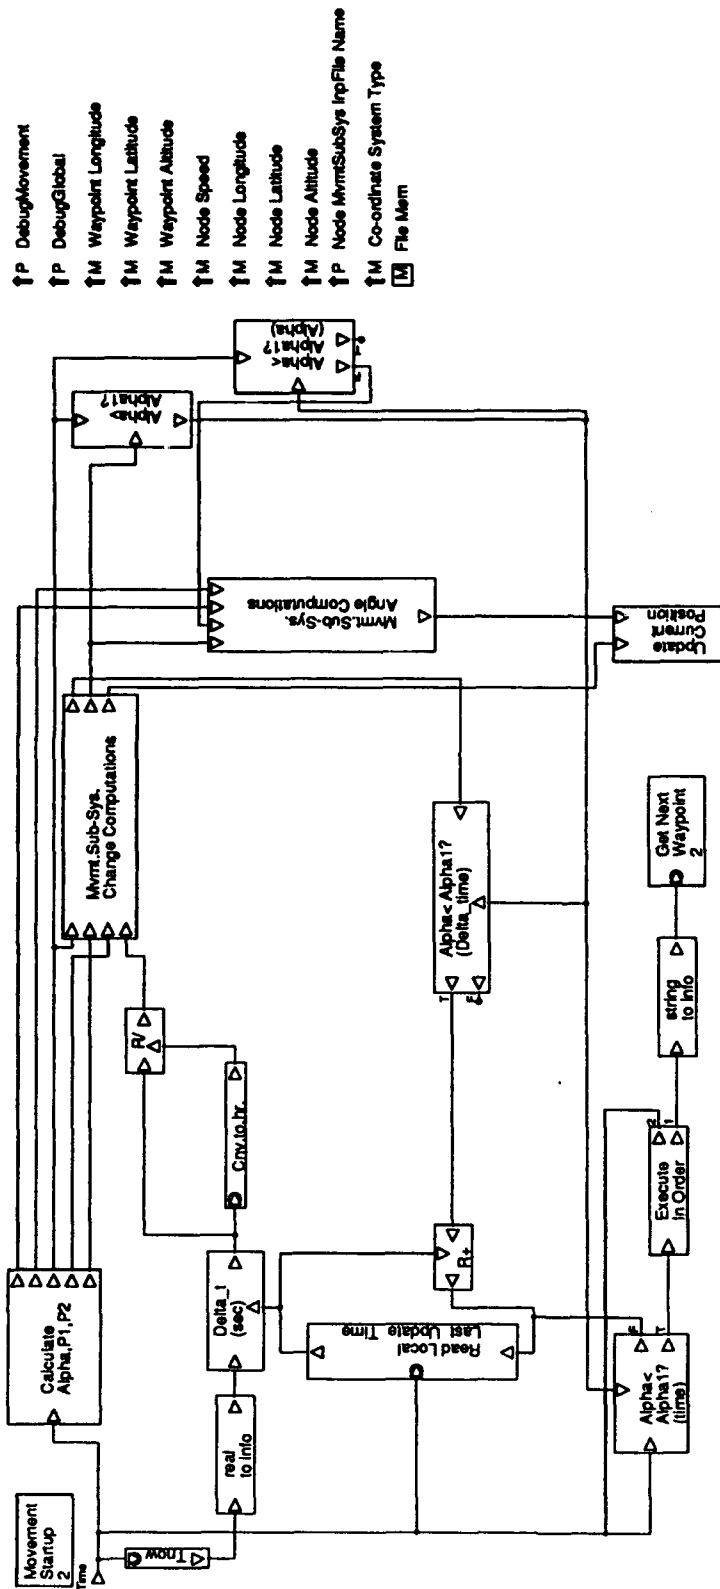 Movement
Startup
2
Time
Tnow
real
to Info
Calculate
Alpha,P1,P2
Delta_t
(sec)
Cnv.to.hr.
R/
Mvmt.Sub-Sys.
Change Computations
Read Local
Last Update Time
R+
T
F
Alpha< Alpha1?
(Delta_time)
Alpha<
Alpha1?
(time)
F
T
Execute
In Order
2
1
string
to Info
Get Next
Waypoint
2
Mvmt.Sub-Sys.
Angle Computations
Update
Current
Position
Alpha>
Alpha1?
Alpha<
Alpha1?
(Alpha)
F
T
↑P DebugMovement
↑P DebugGlobal
↑M Waypoint Longitude
↑M Waypoint Latitude
↑M Waypoint Altitude
↑M Node Speed
↑M Node Longitude
↑M Node Latitude
↑M Node Altitude
↑P Node MvmtSubSys InpFile Name
↑M Co-ordinate System Type
M File Mem